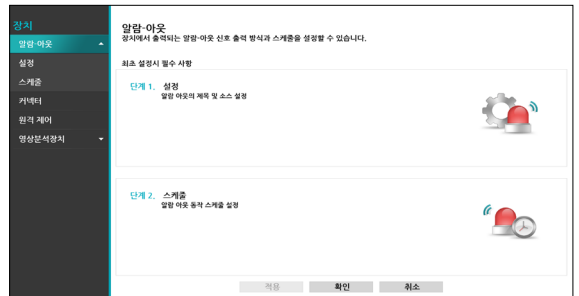 장치
알람-아웃
설정
스케줄
커넥터
원격 제어
영상분석장치
알람-아웃
장치에서 출력되는 알람-아웃 신호 출력 방식과 스케줄을 설정할 수 있습니다.
최초 설정시 필수 사항
단계 1. 설정
알람 아웃의 제목 및 소스 설정
단계 2. 스케줄
알람 아웃 동작 스케줄 설정
적용 확인 취소